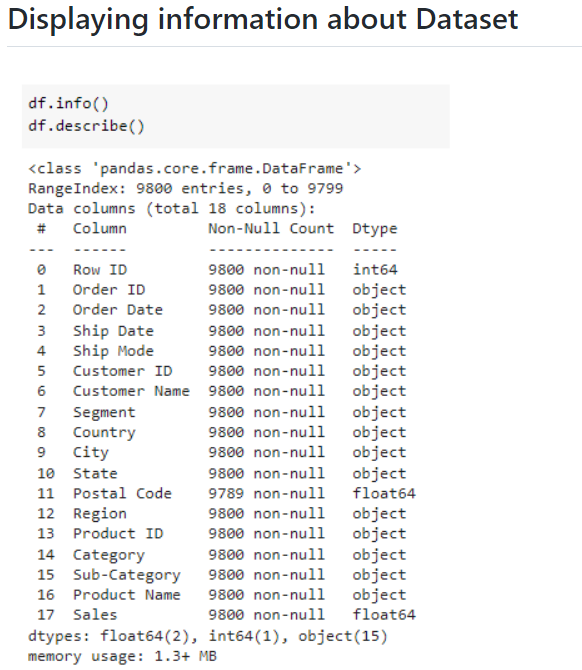 Displaying information about Dataset
df.info()
df.describe()
<class 'pandas.core.frame.DataFrame'>
RangeIndex: 9800 entries, 0 to 9799
Data columns (total 18 columns):
 #   Column         Non-Null Count  Dtype
---  ------         --------------  -----
 0   Row ID         9800 non-null   int64
 1   Order ID       9800 non-null   object
 2   Order Date     9800 non-null   object
 3   Ship Date      9800 non-null   object
 4   Ship Mode      9800 non-null   object
 5   Customer ID    9800 non-null   object
 6   Customer Name  9800 non-null   object
 7   Segment        9800 non-null   object
 8   Country        9800 non-null   object
 9   City           9800 non-null   object
 10  State          9800 non-null   object
 11  Postal Code    9789 non-null   float64
 12  Region         9800 non-null   object
 13  Product ID     9800 non-null   object
 14  Category       9800 non-null   object
 15  Sub-Category   9800 non-null   object
 16  Product Name   9800 non-null   object
 17  Sales          9800 non-null   float64
dtypes: float64(2), int64(1), object(15)
memory usage: 1.3+ MB